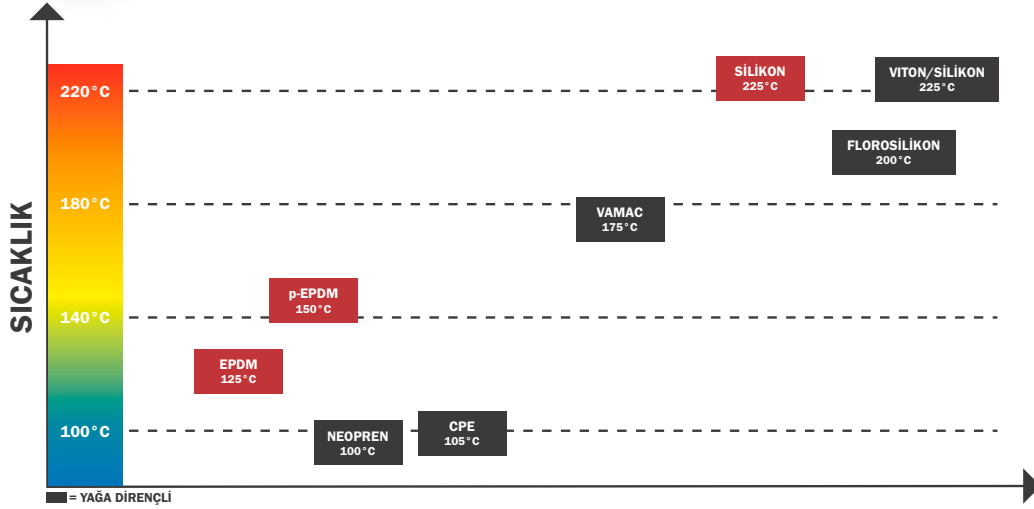 SICAKLIK
220°C
180°C
140°C
100°C
SİLİKON
225°C
VITON/SİLİKON
225°C
FLOROSİLİKON
200°C
VAMAC
175°C
p-EPDM
150°C
EPDM
125°C
NEOPREN
100°C
CPE
105°C
= YAĞA DİRENÇLİ